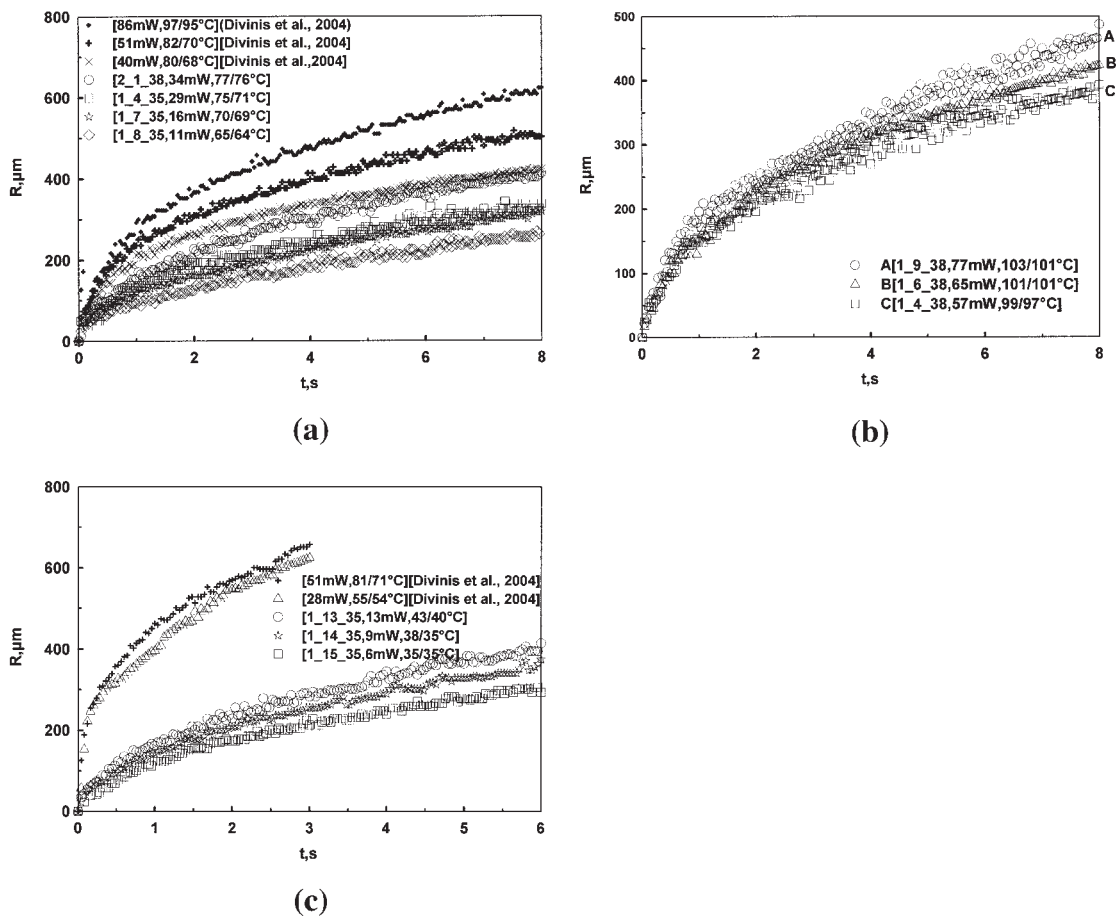 800
600
400
200
0
R,µm
[86mW,97/95°C](Divinis et al., 2004)
[51mW,82/70°C][Divinis et al., 2004]
[40mW,80/68°C][Divinis et al.,2004]
[2_1_38,34mW,77/76°C]
[1_4_35,29mW,75/71°C]
[1_7_35,16mW,70/69°C]
[1_8_35,11mW,65/64°C]
0 2 4 6 8
t,s
(a)
500
400
300
200
100
0
R,µm
A
B
C
A[1_9_38,77mW,103/101°C]
B[1_6_38,65mW,101/101°C]
C[1_4_38,57mW,99/97°C]
0 2 4 6 8
t,s
(b)
800
600
400
200
0
R,µm
[51mW,81/71°C][Divinis et al., 2004]
[28mW,55/54°C][Divinis et al., 2004]
[1_13_35,13mW,43/40°C]
[1_14_35,9mW,38/35°C]
[1_15_35,6mW,35/35°C]
0 1 2 3 4 5 6
t,s
(c)